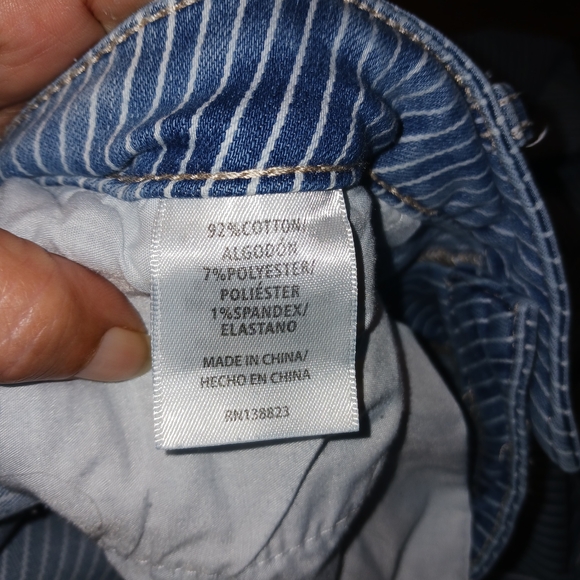 92%COTTON/
ALGODÓN
7%POLYESTER/
POLIÉSTER
1%SPANDEX/
ELASTANO
MADE IN CHINA/
HECHO EN CHINA
RN138823